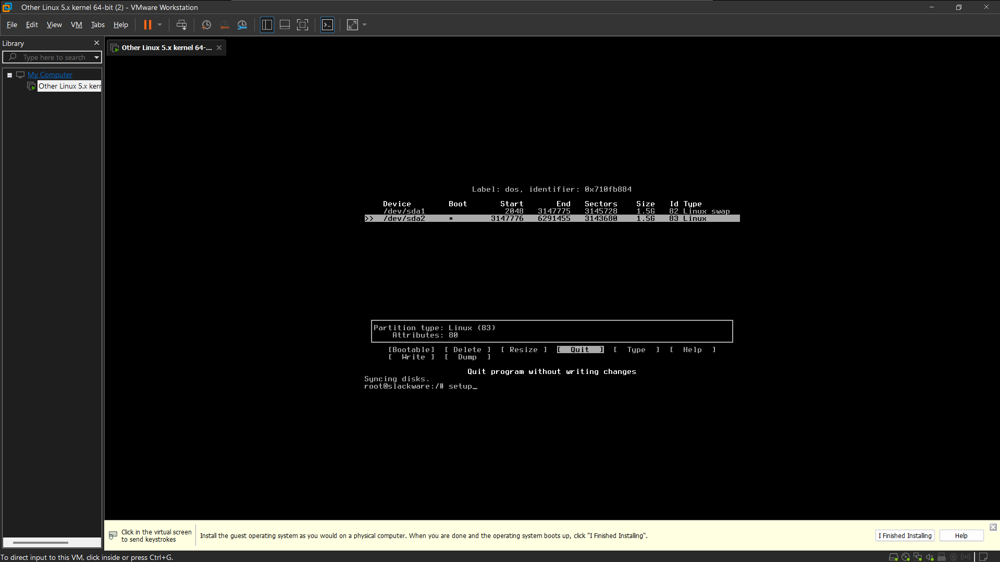 Other Linux 5.x kernel 64-bit (2) - VMware Workstation
File Edit View VM Tabs Help
Library
Type here to search
My Computer
Other Linux 5.x kern
Other Linux 5.x kernel 64-...
Label: dos, identifier: 0x710fb884
Device Boot Start End Sectors Size Id Type
/dev/sda1 2048 3147775 3145728 1.5G 82 Linux swap
>> /dev/sda2 * 3147776 6291455 3143680 1.5G 83 Linux
Partition type: Linux (83)
Attributes: 80
[Bootable] [ Delete ] [ Resize ] [ Quit ] [ Type ] [ Help ]
[ Write ] [ Dump ]
Quit program without writing changes
Syncing disks.
root@slackware:/# setup_
Click in the virtual screen
to send keystrokes
Install the guest operating system as you would on a physical computer. When you are done and the operating system boots up, click "I Finished Installing".
I Finished Installing
Help
To direct input to this VM, click inside or press Ctrl+G.